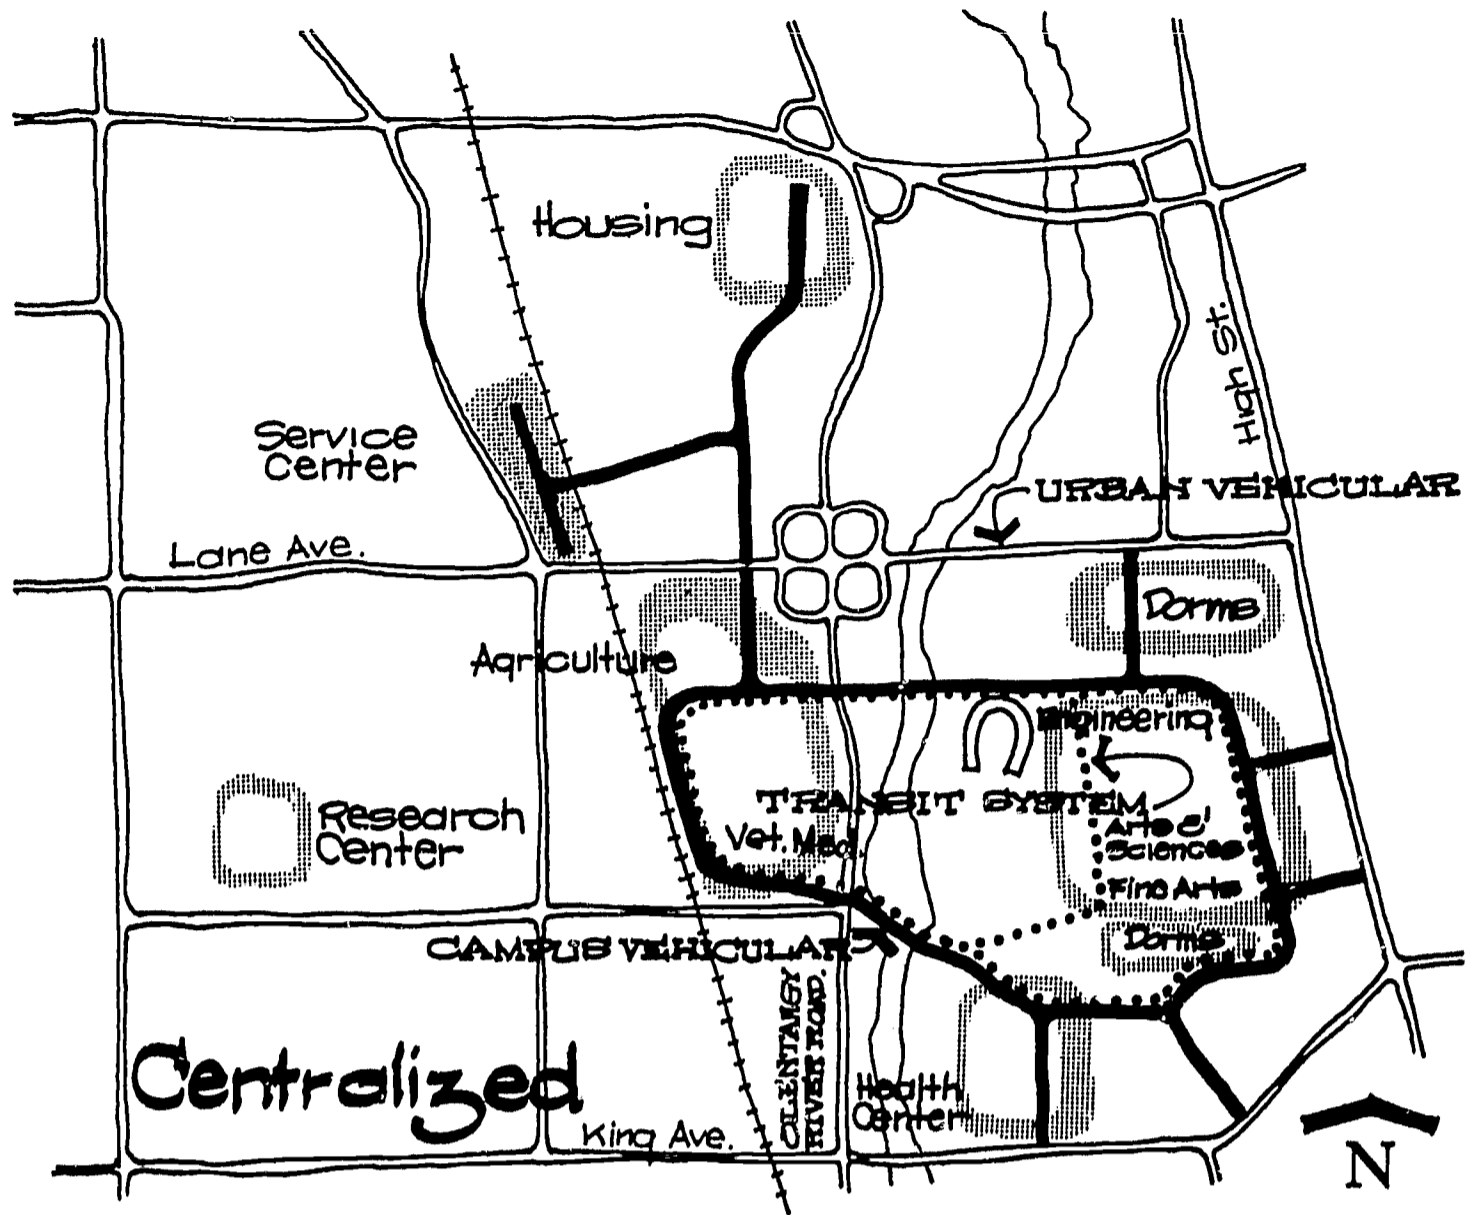 Housing
High St.
Service
Center
URBAN VEHICULAR
Lane Ave.
Dorms
Agriculture
Engineering
TRANSIT SYSTEM
Research
Center
Vet. Med.
Arts &
Sciences
Fine Arts
Dorms
CAMPUS VEHICULAR
OLENTANGY
RIVER ROAD.
Centralized
Health
Center
King Ave.
N